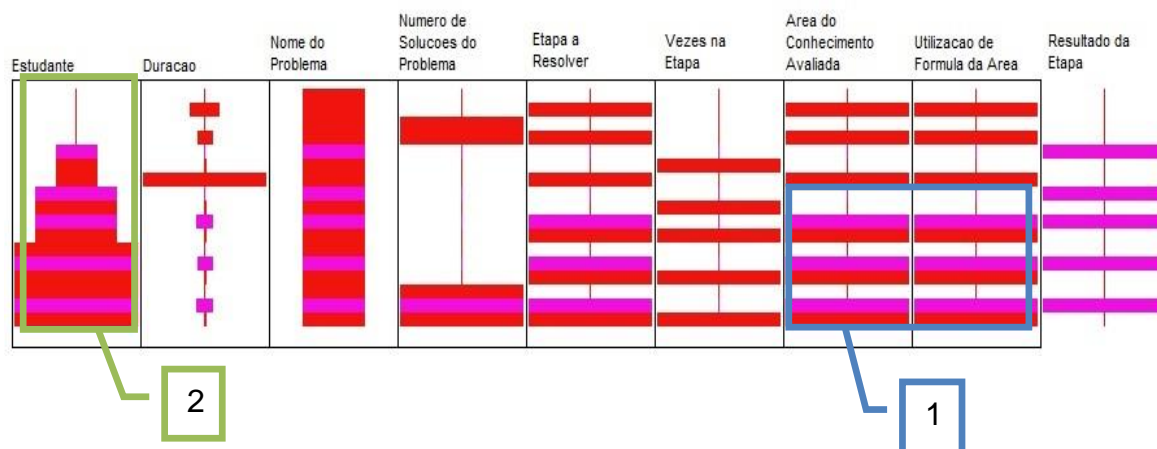 Estudante
Duracao
Nome do
Problema
Numero de
Solucoes do
Problema
Etapa a
Resolver
Vezes na
Etapa
Area do
Conhecimento
Avaliada
Utilizacao de
Formula da Area
Resultado da
Etapa
2
1